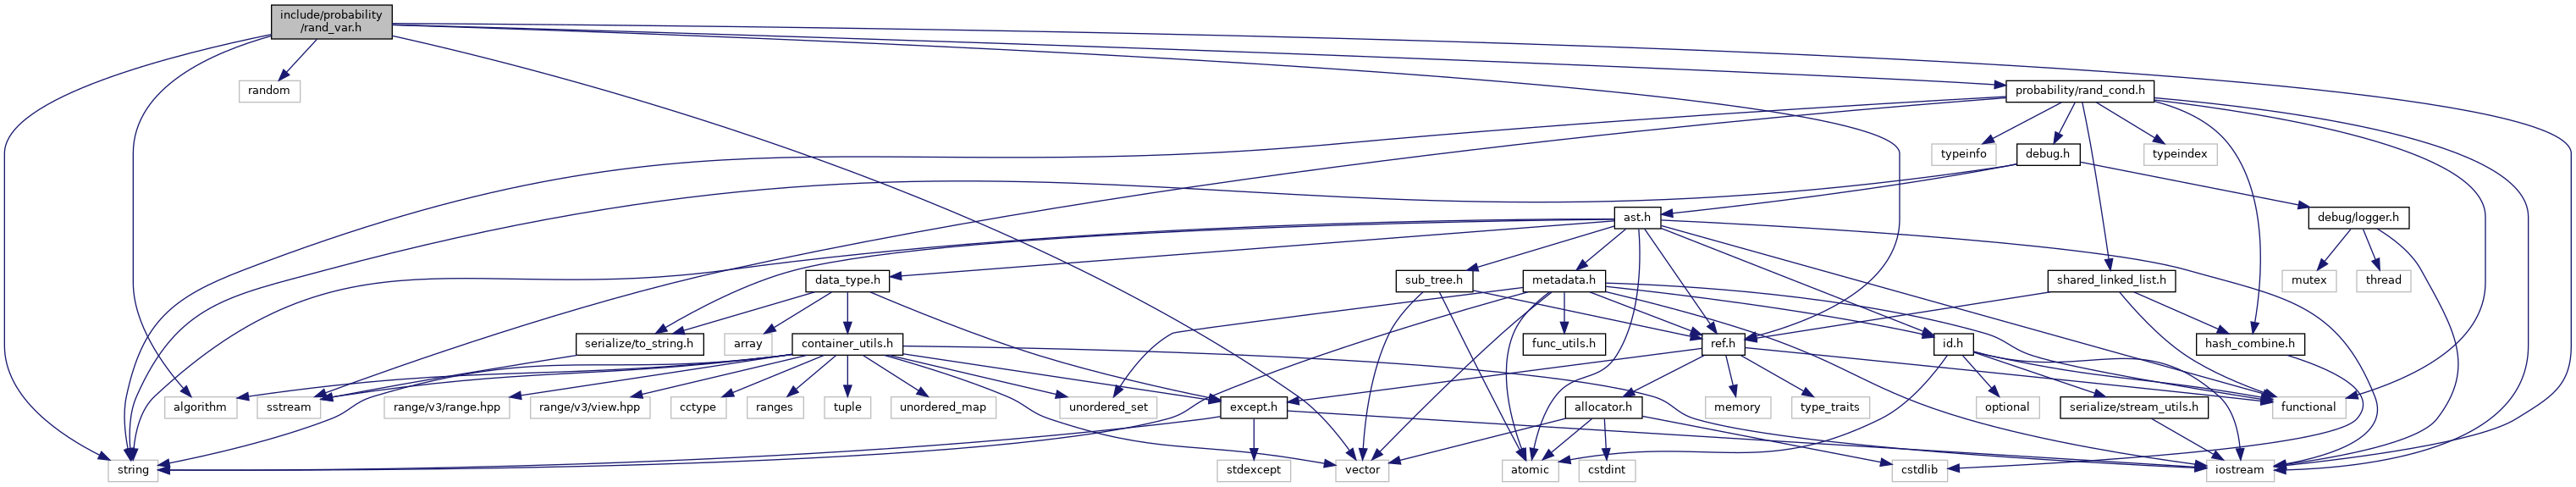 include/probability
/rand_var.h
random
probability/rand_cond.h
typeinfo
debug.h
typeindex
ast.h
debug/logger.h
data_type.h
sub_tree.h
metadata.h
shared_linked_list.h
mutex
thread
serialize/to_string.h
array
container_utils.h
func_utils.h
ref.h
id.h
hash_combine.h
algorithm
sstream
range/v3/range.hpp
range/v3/view.hpp
cctype
ranges
tuple
unordered_map
unordered_set
except.h
allocator.h
memory
type_traits
optional
serialize/stream_utils.h
functional
string
stdexcept
vector
atomic
cstdint
cstdlib
iostream